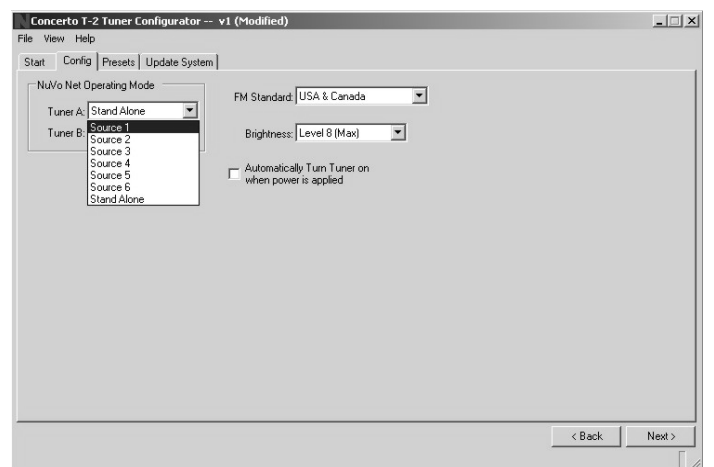 Concerto T-2 Tuner Configurator -- v1 (Modified)
File View Help
Start Config Presets Update System
NuVo Net Operating Mode
Tuner A: Stand Alone
Tuner B:
Source 1
Source 2
Source 3
Source 4
Source 5
Source 6
Stand Alone
FM Standard: USA & Canada
Brightness: Level 8 (Max)
Automatically Turn Tuner on
when power is applied
< Back Next >